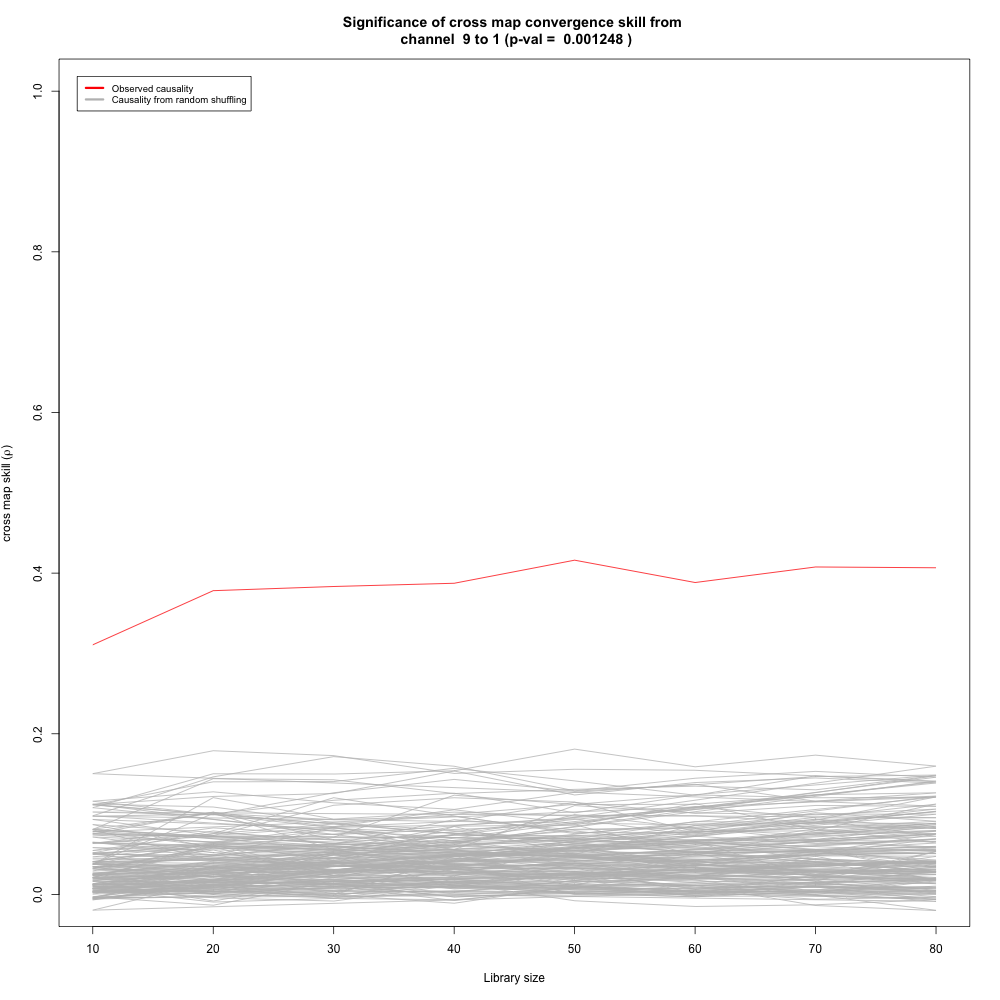 Significance of cross map convergence skill from
channel  9 to 1 (p-val =  0.001248 )
Observed causality
Causality from random shuffling
1.0
0.8
0.6
0.4
0.2
0.0
cross map skill (ρ)
10 20 30 40 50 60 70 80
Library size